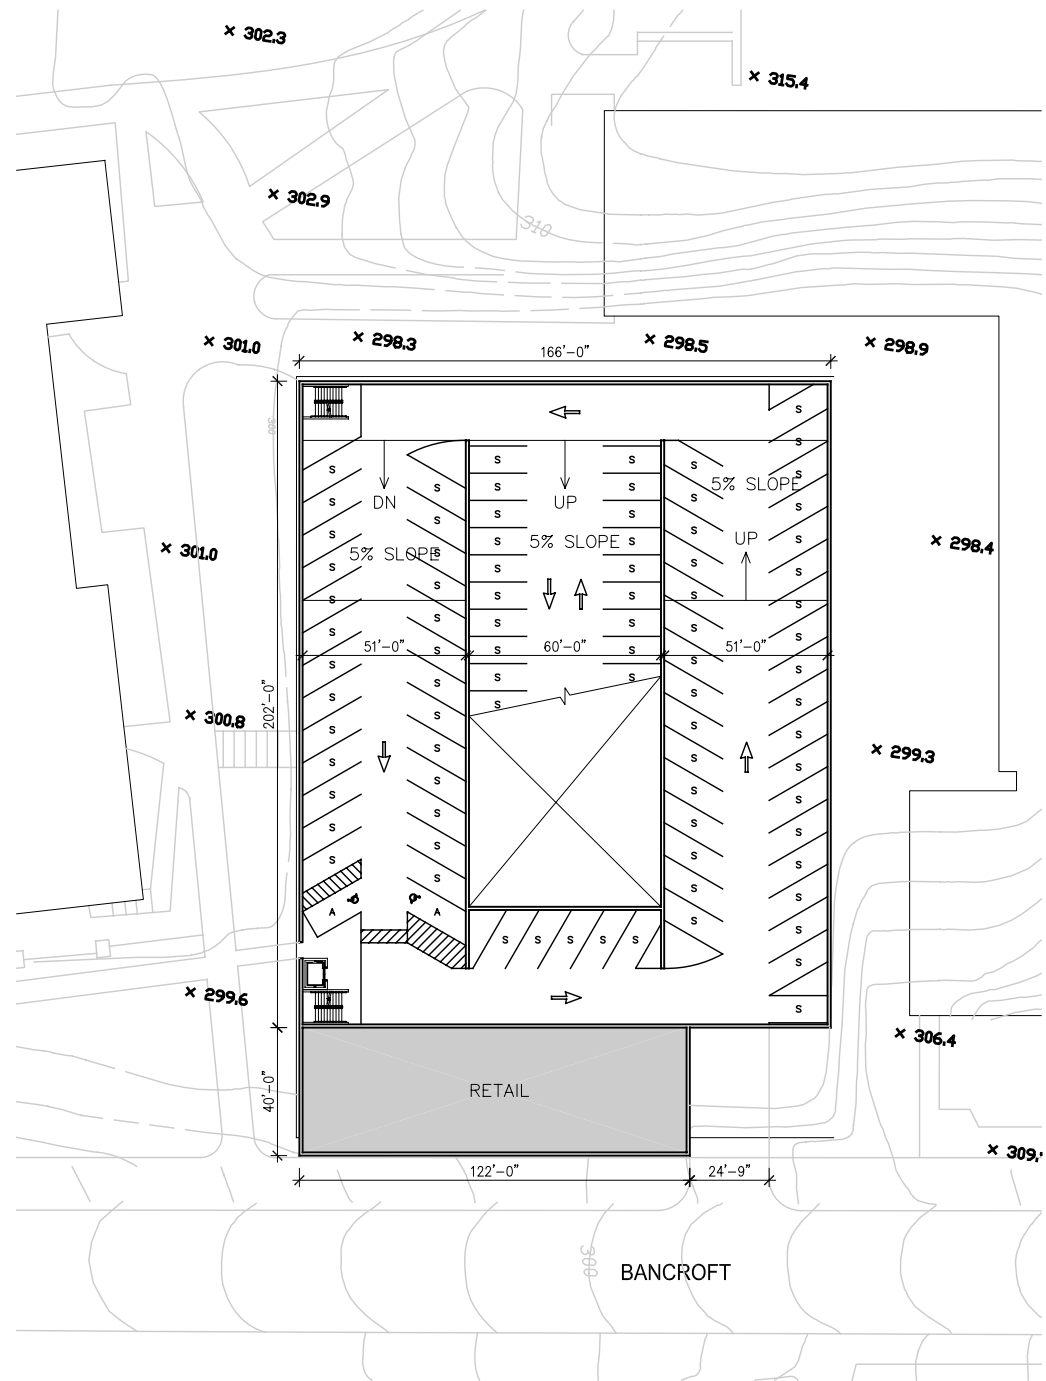 × 302.3
× 315.4
× 302.9
310
× 301.0
× 298.3
× 298.5
× 298.9
166'-0"
300
S
S
S S S S
5% SLOPE
S S S S
DN UP
S S S S S
UP
5% SLOPE 5% SLOPE
S S S S S
× 301.0
× 298.4
S S S S S
S S S S S S
S S S S S S
51'-0" 60'-0" 51'-0"
S S S S S S
S S S S
× 300.8
202'-0"
S S S S
× 299.3
S S S S
S S S S
S S S S
S S S S
A A
S S S S S S
S
× 299.6
S
× 306.4
40'-0"
RETAIL
× 309.
122'-0" 24'-9"
300
BANCROFT